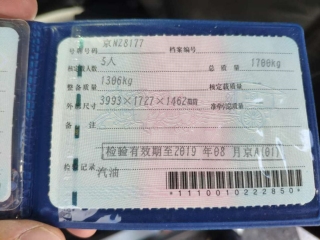 号牌号码 京NZ8177 档案编号
核定载人数 5人 总质量 1700kg
整备质量 1306kg 核定载质量
外廓尺寸 3993×1727×1462mm 准牵引总质量
备注
检验有效期至2019 年08 月京A(01)
检验记录
汽油
*1110010222850*